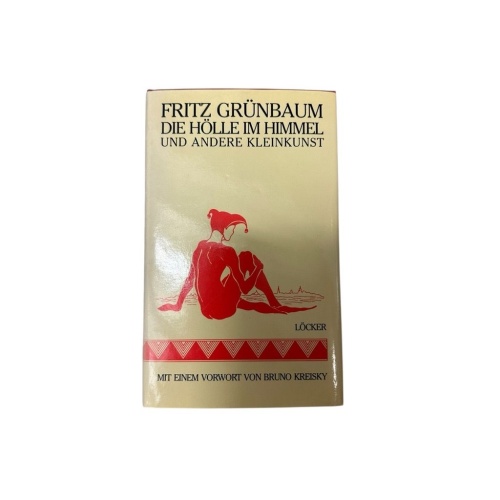 FRITZ GRÜNBAUM
DIE HÖLLE IM HIMMEL
UND ANDERE KLEINKUNST
LÖCKER
MIT EINEM VORWORT VON BRUNO KREISKY